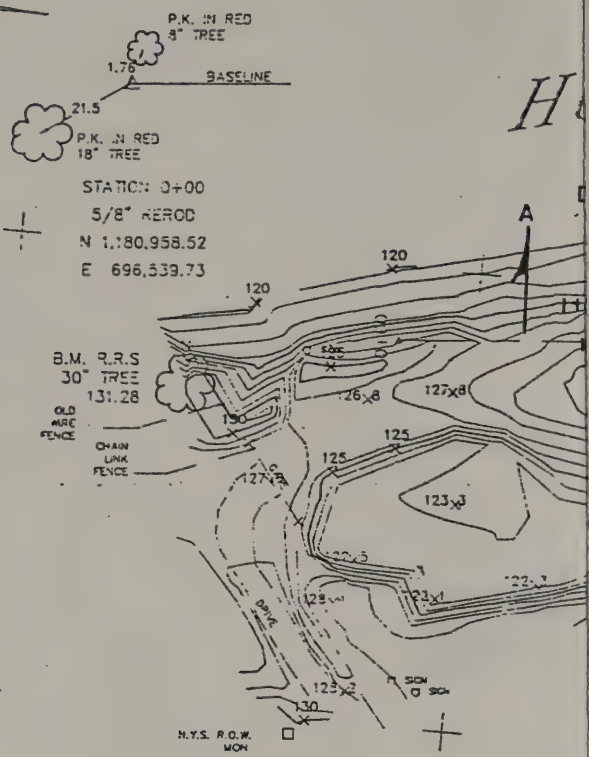 P.K. IN RED
8" TREE
1.76
BASELINE
21.5
P.K. IN RED
18" TREE
STATION 0+00
5/8" REROD
N 1,180,958.52
E 696,539.73
H
A
120
120
B.M. R.R.S
30" TREE
131.28
OLD
WIRE
FENCE
CHAIN
LINK
FENCE
130
126x8
127x8
125
125
123x3
DRIVE
SIGN
SIGN
130
N.Y.S. R.O.W.
MON